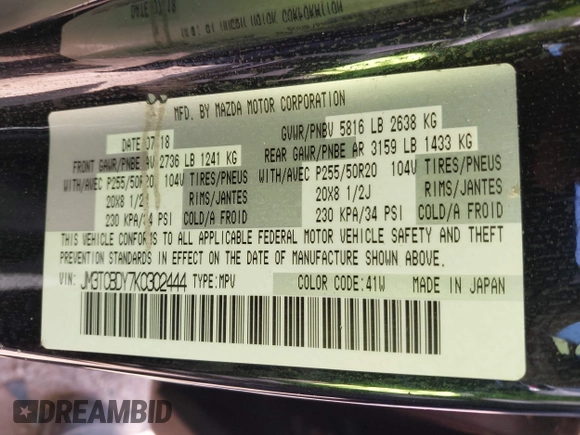 MFD. BY MAZDA MOTOR CORPORATION
DATE 07-18
GVWR/PNBV 5816 LB 2638 KG
FRONT GAWR/PNBE AV 2736 LB 1241 KG
REAR GAWR/PNBE AR 3159 LB 1433 KG
WITH/AVEC P255/50R20 104V TIRES/PNEUS
WITH/AVEC P255/50R20 104V TIRES/PNEUS
20X8 1/2J RIMS/JANTES
20X8 1/2J RIMS/JANTES
230 KPA/34 PSI COLD/A FROID
230 KPA/34 PSI COLD/A FROID
THIS VEHICLE CONFORMS TO ALL APPLICABLE FEDERAL MOTOR VEHICLE SAFETY AND THEFT
PREVENTION STANDARDS IN EFFECT ON THE DATE OF MANUFACTURE SHOWN ABOVE.
VIN: JM3TCBDY7K0302444 TYPE:MPV
COLOR CODE:41W MADE IN JAPAN
DREAMBID